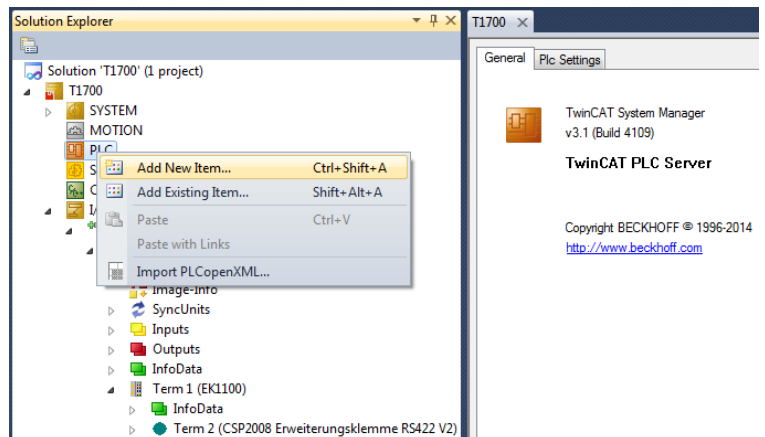 Solution Explorer
T1700
Solution 'T1700' (1 project)
T1700
SYSTEM
MOTION
PLC
Add New Item... Ctrl+Shift+A
Add Existing Item... Shift+Alt+A
Paste Ctrl+V
Paste with Links
Import PLCopenXML...
Image-Info
SyncUnits
Inputs
Outputs
InfoData
Term 1 (EK1100)
InfoData
Term 2 (CSP2008 Erweiterungsklemme RS422 V2)
General Plc Settings
TwinCAT System Manager
v3.1 (Build 4109)
TwinCAT PLC Server
Copyright BECKHOFF © 1996-2014
http://www.beckhoff.com